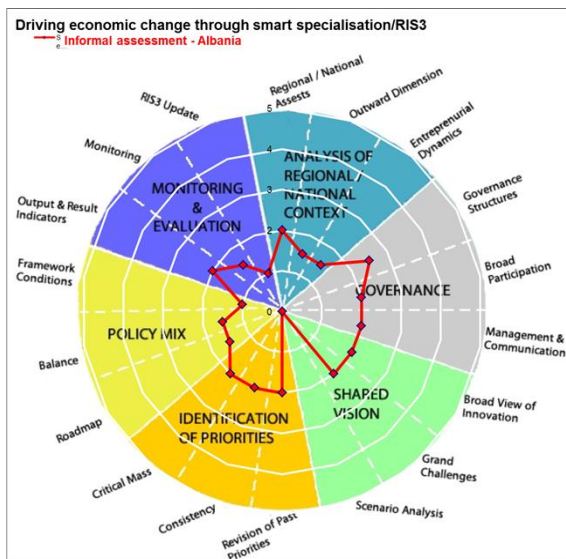 Driving economic change through smart specialisation/RIS3
S
e
Informal assessment - Albania
Regional / National
Assests
Outward Dimension
Entreprenurial
Dynamics
Governance
Structures
Broad
Participation
Management &
Communication
Broad View of
Innovation
Grand
Challenges
Scenario Analysis
Revision of Past
Priorities
Consistency
Critical Mass
Roadmap
Balance
Framework
Conditions
Output & Result
Indicators
Monitoring
RIS3 Update
5
4
3
2
1
0
ANALYSIS OF
REGIONAL /
NATIONAL
CONTEXT
GOVERNANCE
SHARED
VISION
IDENTIFICATION
OF PRIORITIES
POLICY MIX
MONITORING
&
EVALUATION